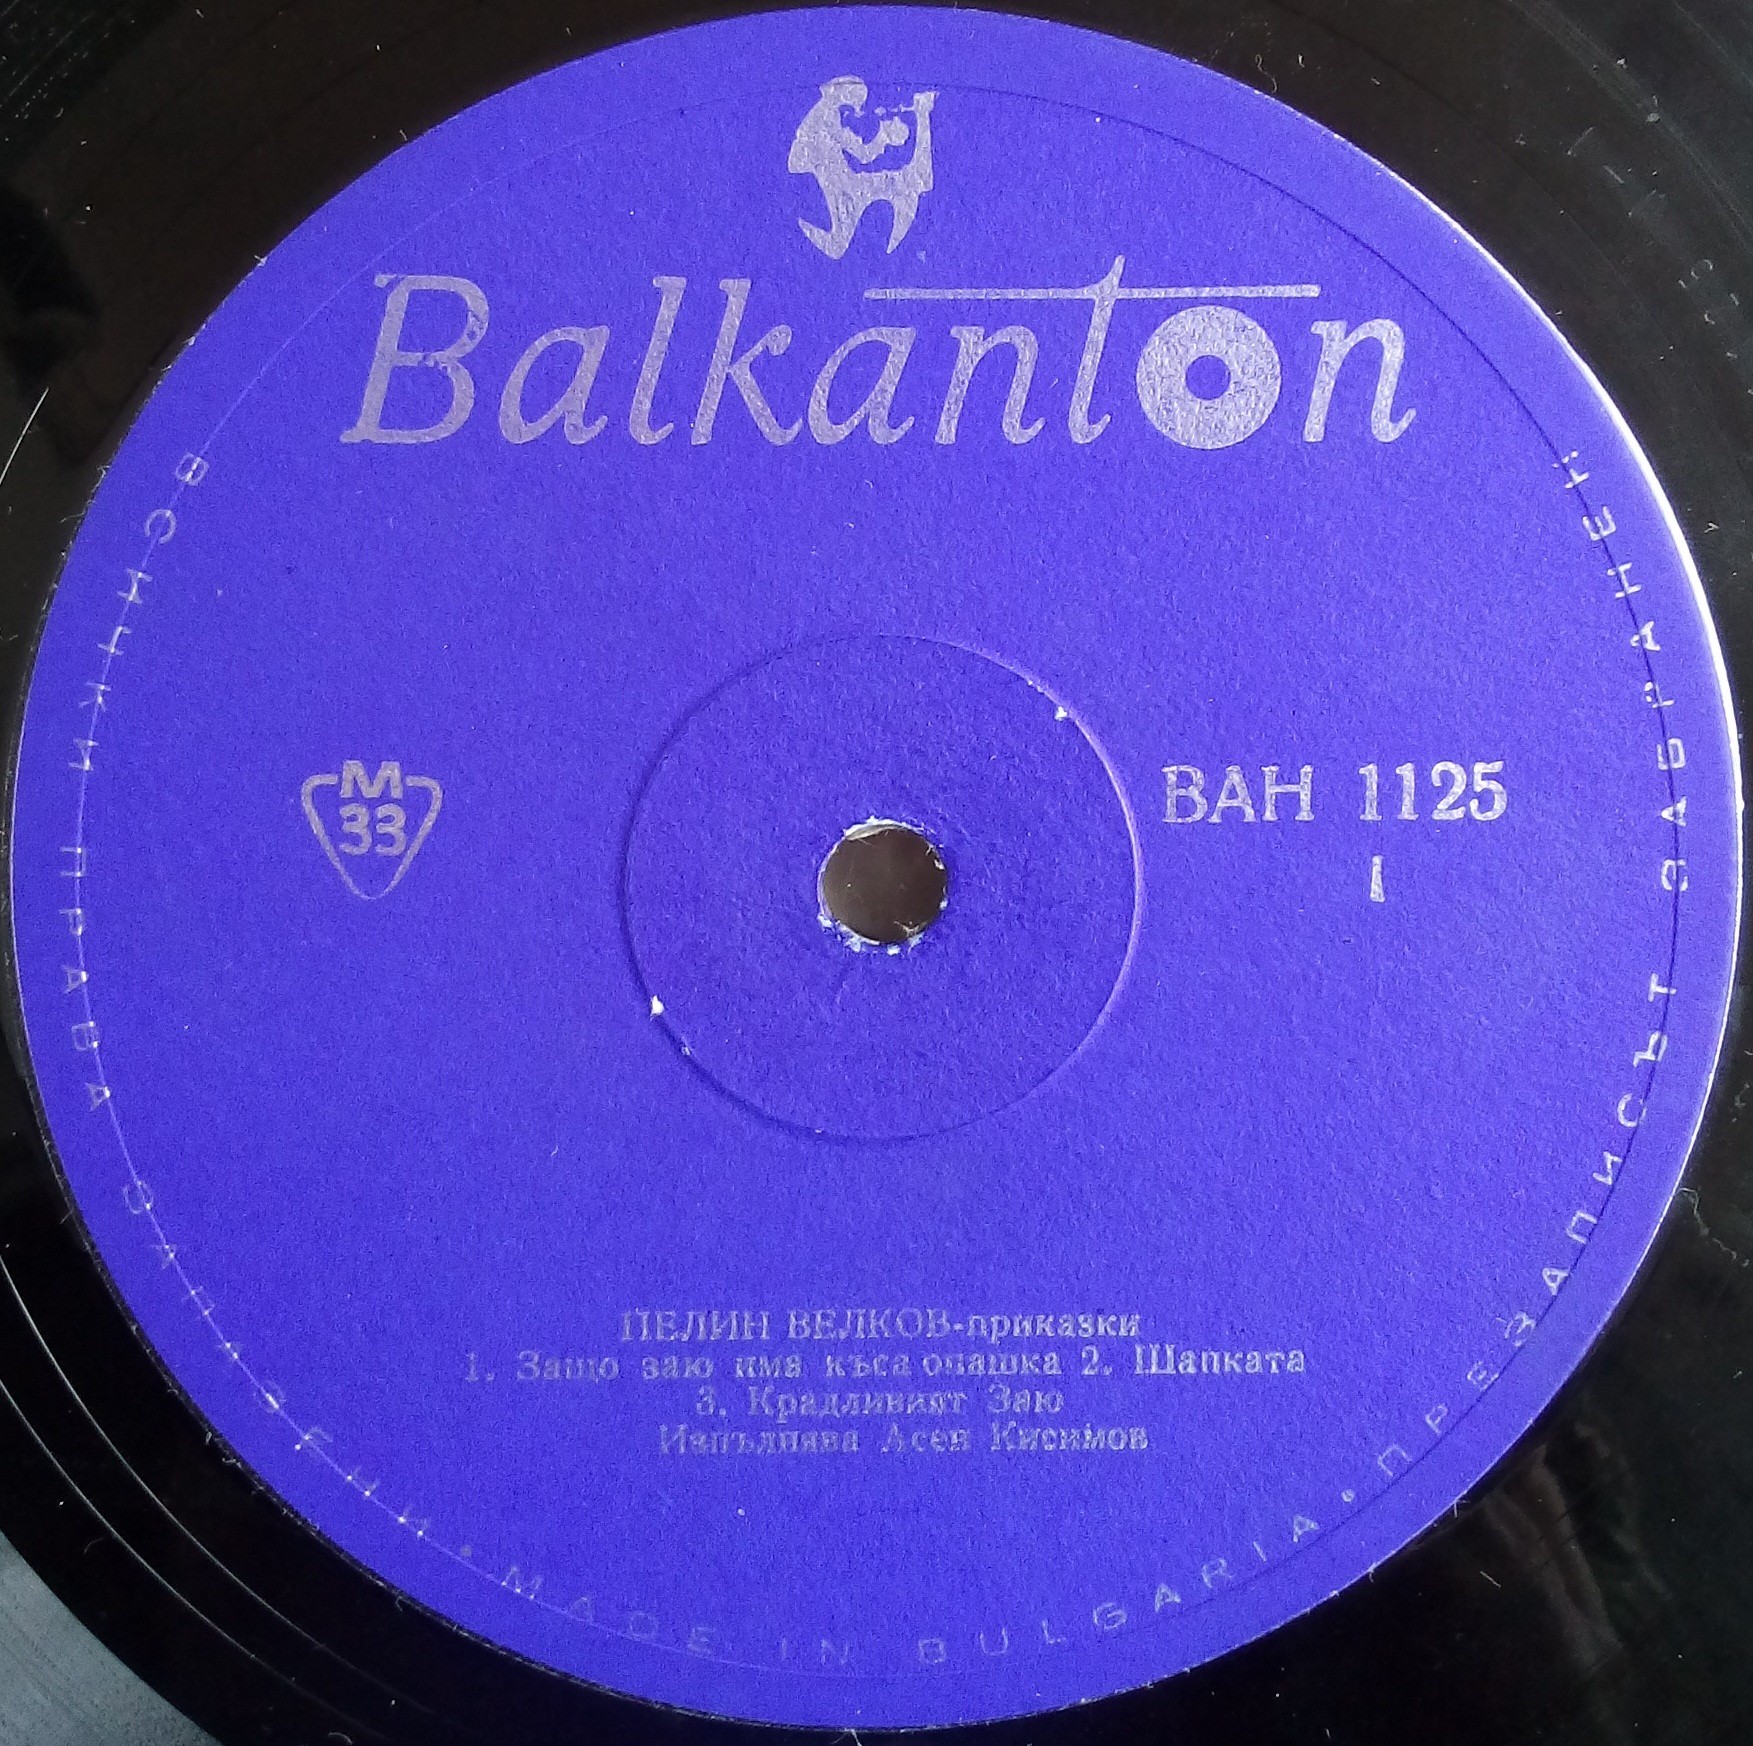 Balkanton
М
33
ВАН 1125
I
ПЕЛИН ВЕЛКОВ-приказки
1. Защо заю има къса опашка 2. Шапката
3. Крадливият Заю
Изпълнява Асен Кисимов
ВСИЧКИ ПРАВА ЗАПАЗЕНИ • MADE IN BULGARIA • ПРЕЗАПИСЪТ ЗАБРАНЕН